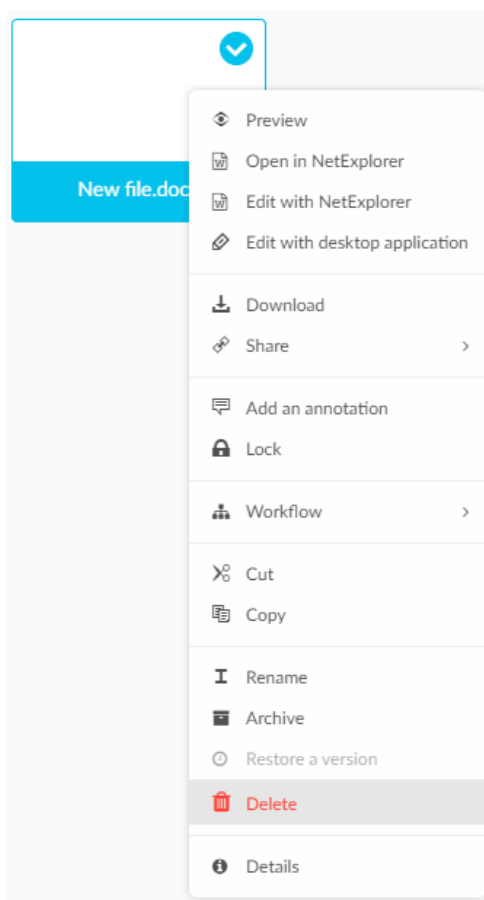 Preview
Open in NetExplorer
New file.doc
Edit with NetExplorer
Edit with desktop application
Download
Share
Add an annotation
Lock
Workflow
Cut
Copy
Rename
Archive
Restore a version
Delete
Details